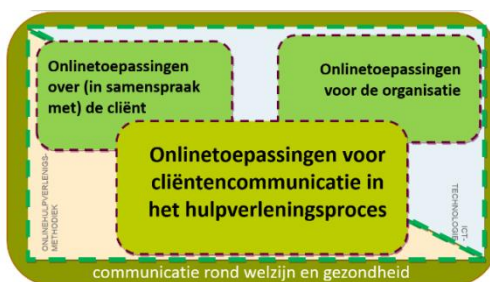 Onlinetoepassingen
over (in samenspraak
met) de cliënt
Onlinetoepassingen
voor de organisatie
Onlinetoepassingen voor
cliëntencommunicatie in
het hulpverleningsproces
ONLINEHULPVERLENIGS-
METHODIEK
ICT-
TECHNOLOGIE
communicatie rond welzijn en gezondheid